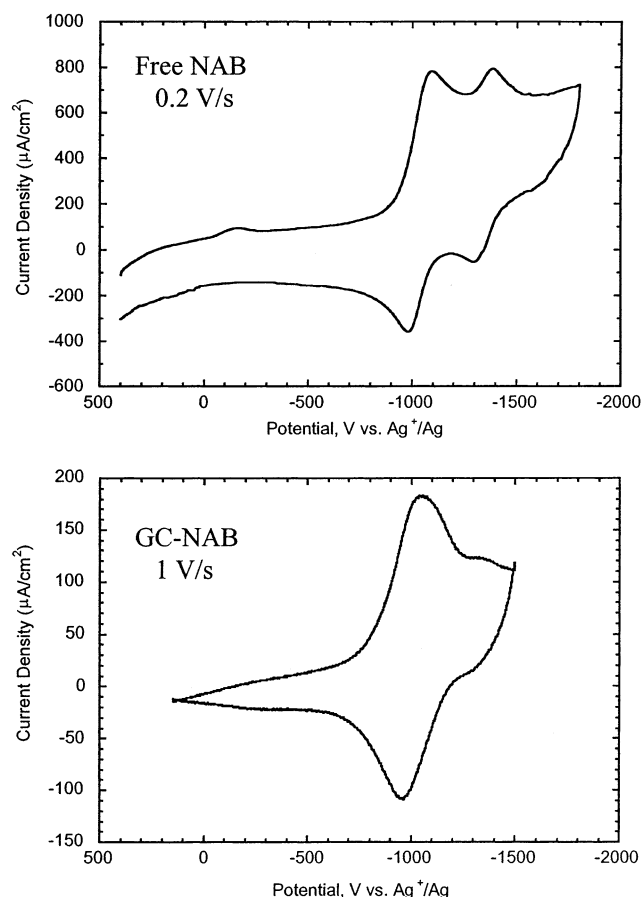 1000
800
600
400
200
0
-200
-400
-600
Current Density (µA/cm²)
Free NAB
0.2 V/s
500 0 -500 -1000 -1500 -2000
Potential, V vs. Ag⁺/Ag
200
150
100
50
0
-50
-100
-150
Current Density (µA/cm²)
GC-NAB
1 V/s
500 0 -500 -1000 -1500 -2000
Potential, V vs. Ag⁺/Ag